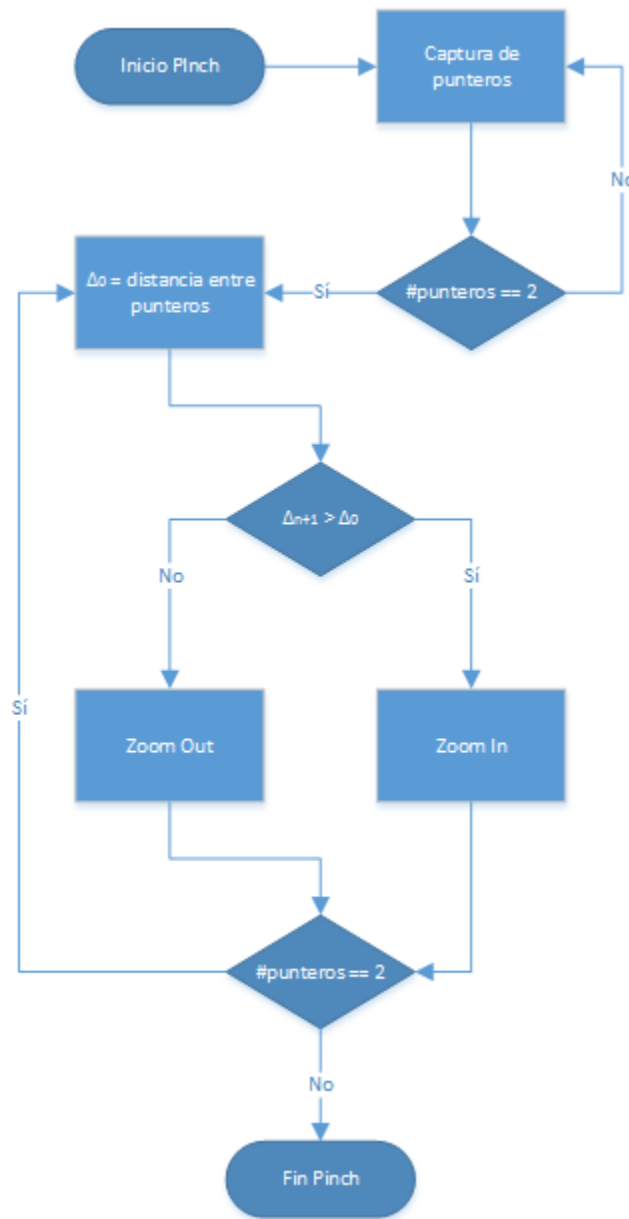 Inicio PInch
Captura de
punteros
No
Δ0 = distancia entre
punteros
Sí
#punteros == 2
Δn+1 > Δ0
No
Sí
Sí
Zoom Out
Zoom In
#punteros == 2
No
Fin Pinch